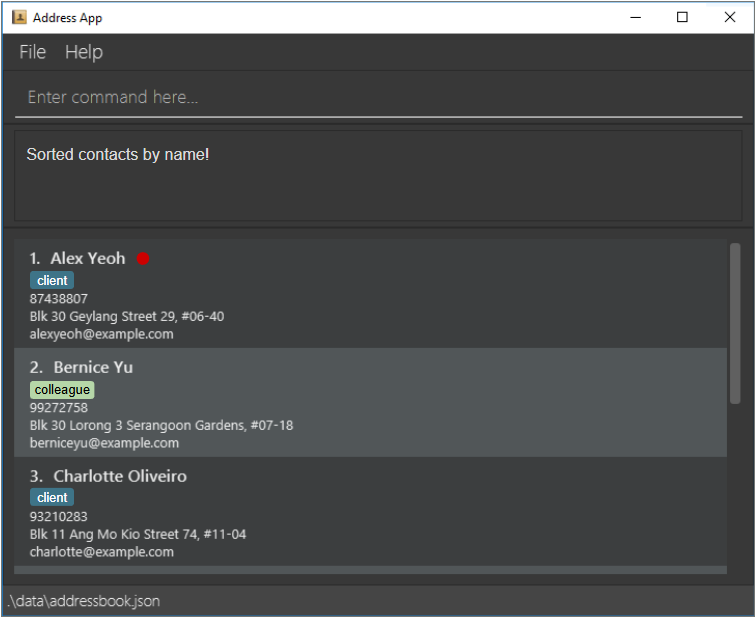 Address App
File Help
Enter command here...
Sorted contacts by name!
1. Alex Yeoh
client
87438807
Blk 30 Geylang Street 29, #06-40
alexyeoh@example.com
2. Bernice Yu
colleague
99272758
Blk 30 Lorong 3 Serangoon Gardens, #07-18
berniceyu@example.com
3. Charlotte Oliveiro
client
93210283
Blk 11 Ang Mo Kio Street 74, #11-04
charlotte@example.com
.\data\addressbook.json